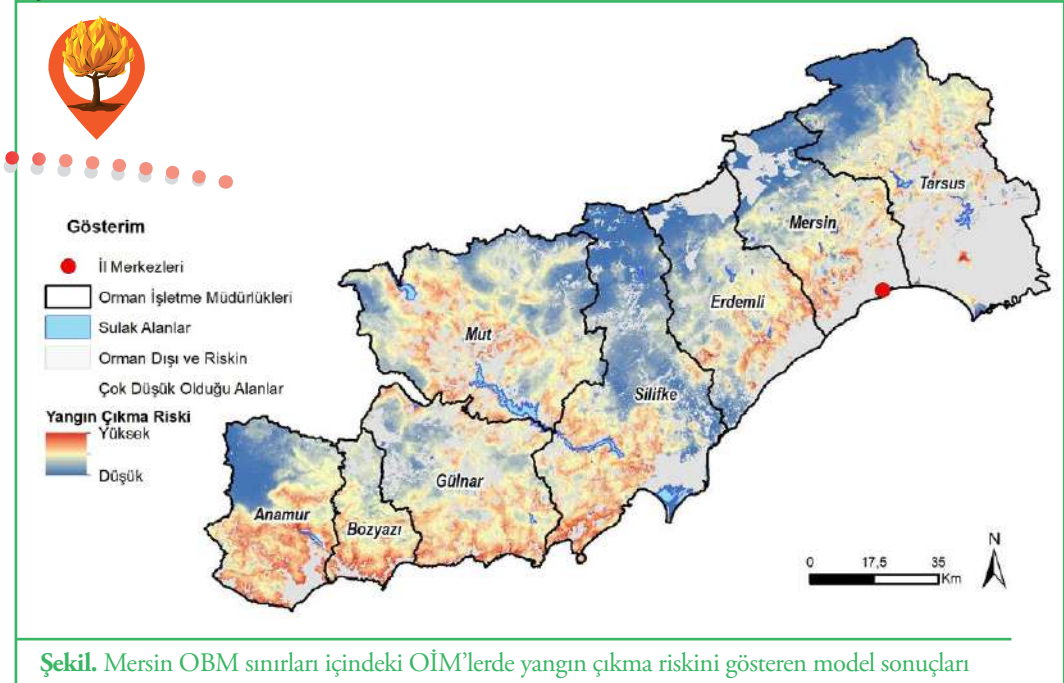 Gösterim
İl Merkezleri
Orman İşletme Müdürlükleri
Sulak Alanlar
Orman Dışı ve Riskin
Çok Düşük Olduğu Alanlar
Yangın Çıkma Riski
Yüksek
Düşük
Tarsus
Mersin
Erdemli
Mut
Silifke
Gülnar
Anamur
Bozyazı
N
0 17,5 35
Km
Şekil. Mersin OBM sınırları içindeki OİM’lerde yangın çıkma riskini gösteren model sonuçları